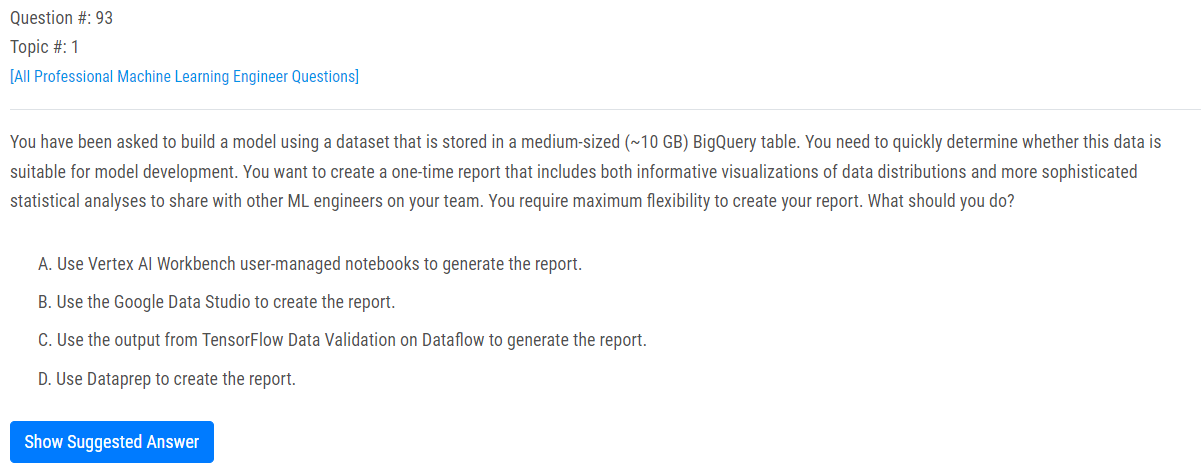 Question #: 93
Topic #: 1
[All Professional Machine Learning Engineer Questions]
You have been asked to build a model using a dataset that is stored in a medium-sized (~10 GB) BigQuery table. You need to quickly determine whether this data is
suitable for model development. You want to create a one-time report that includes both informative visualizations of data distributions and more sophisticated
statistical analyses to share with other ML engineers on your team. You require maximum flexibility to create your report. What should you do?
A. Use Vertex AI Workbench user-managed notebooks to generate the report.
B. Use the Google Data Studio to create the report.
C. Use the output from TensorFlow Data Validation on Dataflow to generate the report.
D. Use Dataprep to create the report.
Show Suggested Answer